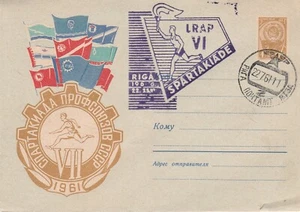 LRAP
VI
SPARTAKIADE
RIGA
СПАРТАКИАДА ПРОФСОЮЗОВ СССР
VII
1961
Кому
Адрес отправителя